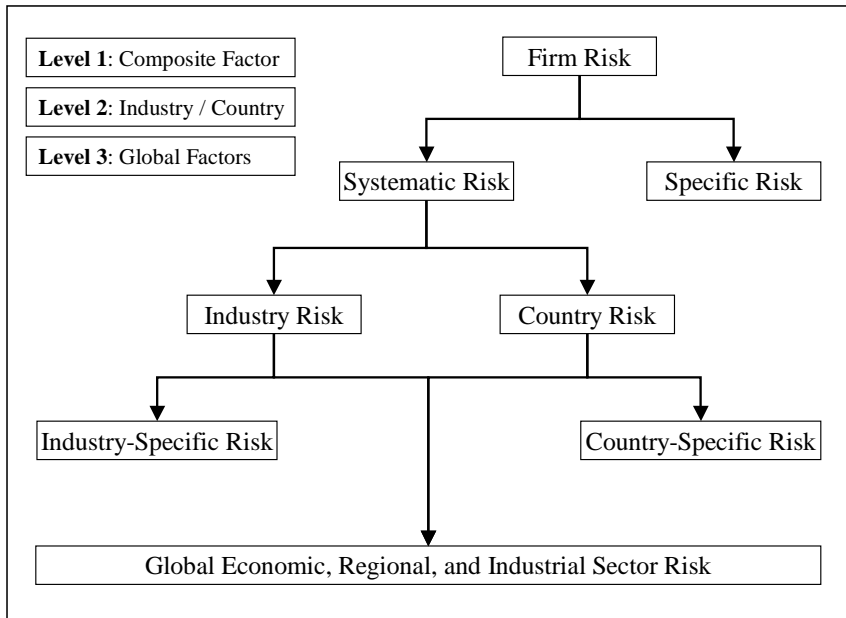 Level 1: Composite Factor
Level 2: Industry / Country
Level 3: Global Factors
Firm Risk
Systematic Risk
Specific Risk
Industry Risk
Country Risk
Industry-Specific Risk
Country-Specific Risk
Global Economic, Regional, and Industrial Sector Risk